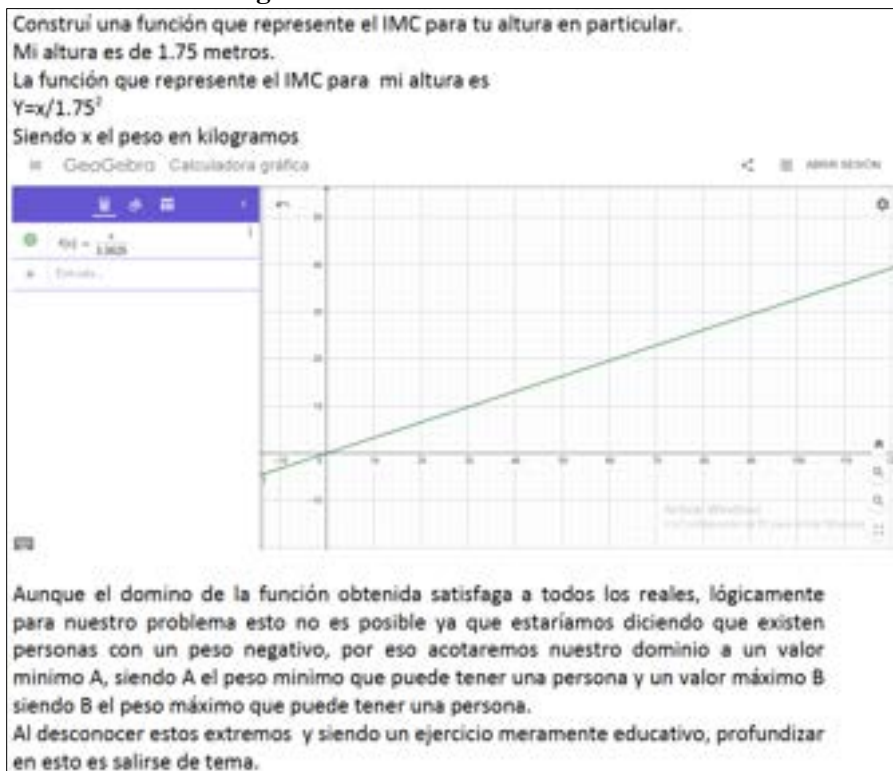 Construí una función que represente el IMC para tu altura en particular.
Mi altura es de 1.75 metros.
La función que represente el IMC para mi altura es
Y=x/1.75²
Siendo x el peso en kilogramos
GeoGebra Calculadora gráfica
ABRIR SESIÓN
Aunque el domino de la función obtenida satisfaga a todos los reales, lógicamente
para nuestro problema esto no es posible ya que estaríamos diciendo que existen
personas con un peso negativo, por eso acotaremos nuestro dominio a un valor
minimo A, siendo A el peso minimo que puede tener una persona y un valor máximo B
siendo B el peso máximo que puede tener una persona.
Al desconocer estos extremos y siendo un ejercicio meramente educativo, profundizar
en esto es salirse de tema.